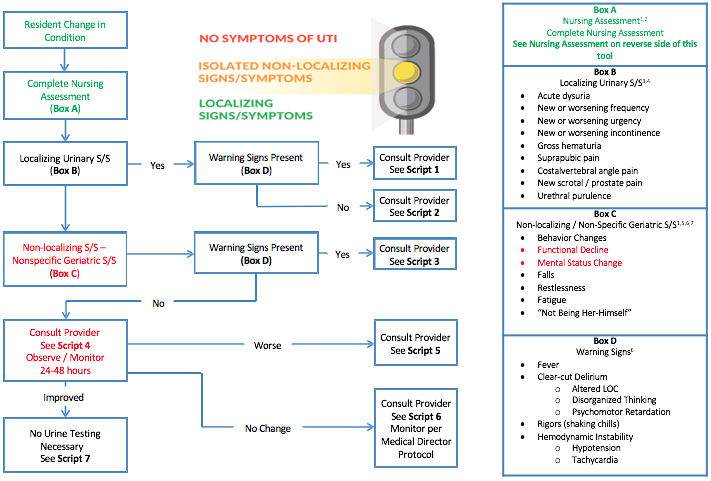 Resident Change in
Condition
Complete Nursing
Assessment
(Box A)
NO SYMPTOMS OF UTI
ISOLATED NON-LOCALIZING
SIGNS/SYMPTOMS
LOCALIZING
SIGNS/SYMPTOMS
Localizing Urinary S/S
(Box B)
Yes
Warning Signs Present
(Box D)
Yes
Consult Provider
See Script 1
No
Consult Provider
See Script 2
Non-localizing S/S –
Nonspecific Geriatric S/S
(Box C)
Warning Signs Present
(Box D)
Yes
Consult Provider
See Script 3
No
Consult Provider
See Script 4
Observe / Monitor
24-48 hours
Worse
Consult Provider
See Script 5
Improved
No Change
Consult Provider
See Script 6
Monitor per
Medical Director
Protocol
No Urine Testing
Necessary
See Script 7
Box A
Nursing Assessment1,2
Complete Nursing Assessment
See Nursing Assessment on reverse side of this
tool
Box B
Localizing Urinary S/S3,4
• Acute dysuria
• New or worsening frequency
• New or worsening urgency
• New or worsening incontinence
• Gross hematuria
• Suprapubic pain
• Costalvertebral angle pain
• New scrotal / prostate pain
• Urethral purulence
Box C
Non-localizing / Non-Specific Geriatric S/S1,5,6,7
• Behavior Changes
• Functional Decline
• Mental Status Change
• Falls
• Restlessness
• Fatigue
• “Not Being Her-Himself”
Box D
Warning Signs6
• Fever
• Clear-cut Delirium
o Altered LOC
o Disorganized Thinking
o Psychomotor Retardation
• Rigors (shaking chills)
• Hemodynamic Instability
o Hypotension
o Tachycardia